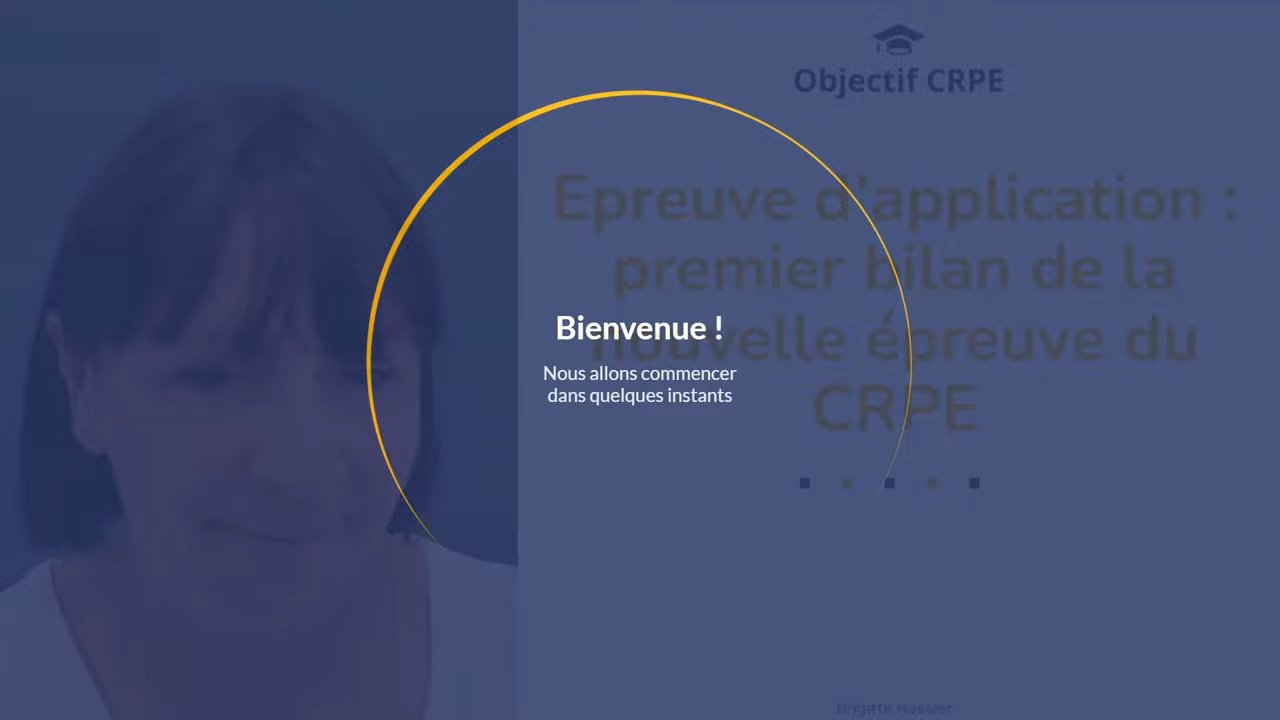 Objectif CRPE
Epreuve d'application :
premier bilan de la
nouvelle épreuve du
CRPE
Bienvenue !
Nous allons commencer
dans quelques instants
Brigitte